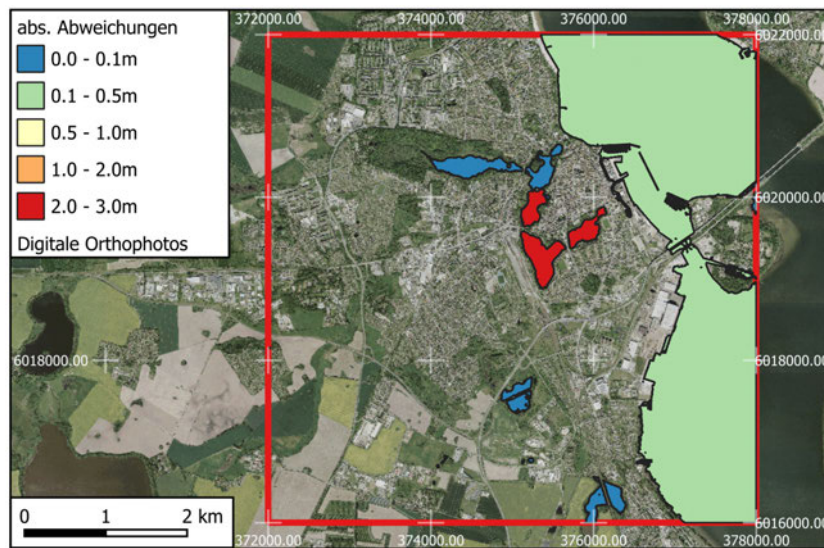 372000.00 374000.00 376000.00 378000.00
abs. Abweichungen
0.0 - 0.1m
0.1 - 0.5m
0.5 - 1.0m
1.0 - 2.0m
2.0 - 3.0m
Digitale Orthophotos
6022000.00
6020000.00
6018000.00 6018000.00
0 1 2 km
6016000.00
372000.00 374000.00 376000.00 378000.00